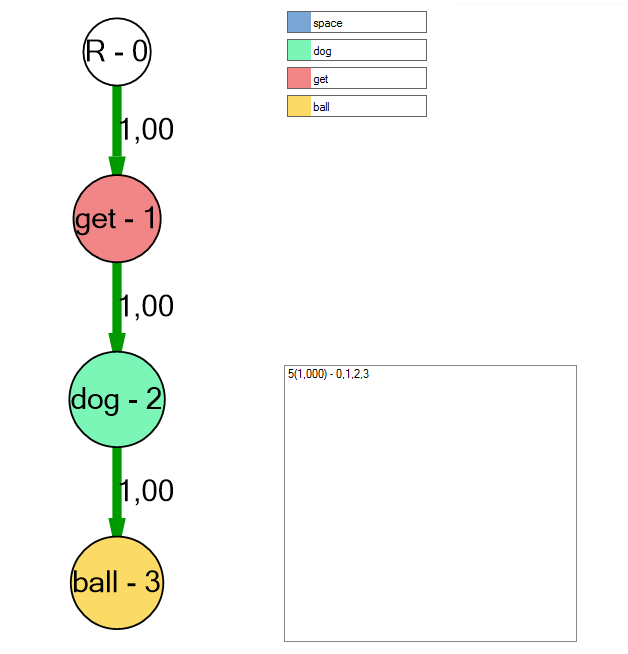 R - 0
1,00
get - 1
1,00
dog - 2
1,00
ball - 3
space
dog
get
ball
5(1,000) - 0,1,2,3